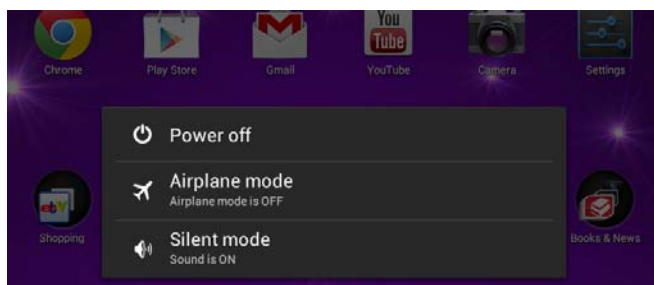 You
Tube
Chrome
Play Store
Gmail
YouTube
Camera
Settings
Power off
Airplane mode
Airplane mode is OFF
Silent mode
Sound is ON
ebY
Shopping
Books & News